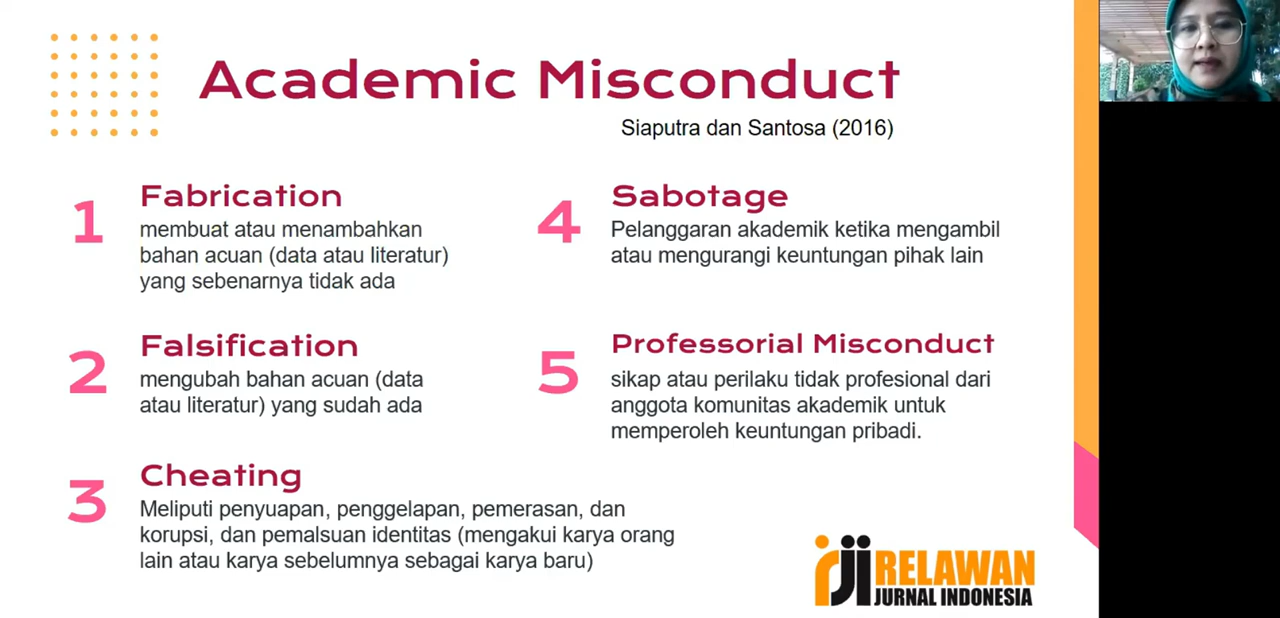 Academic Misconduct
Siaputra dan Santosa (2016)
1
Fabrication
membuat atau menambahkan
bahan acuan (data atau literatur)
yang sebenarnya tidak ada
2
Falsification
mengubah bahan acuan (data
atau literatur) yang sudah ada
3
Cheating
Meliputi penyuapan, penggelapan, pemerasan, dan
korupsi, dan pemalsuan identitas (mengakui karya orang
lain atau karya sebelumnya sebagai karya baru)
4
Sabotage
Pelanggaran akademik ketika mengambil
atau mengurangi keuntungan pihak lain
5
Professorial Misconduct
sikap atau perilaku tidak profesional dari
anggota komunitas akademik untuk
memperoleh keuntungan pribadi.
rji RELAWAN
JURNAL INDONESIA